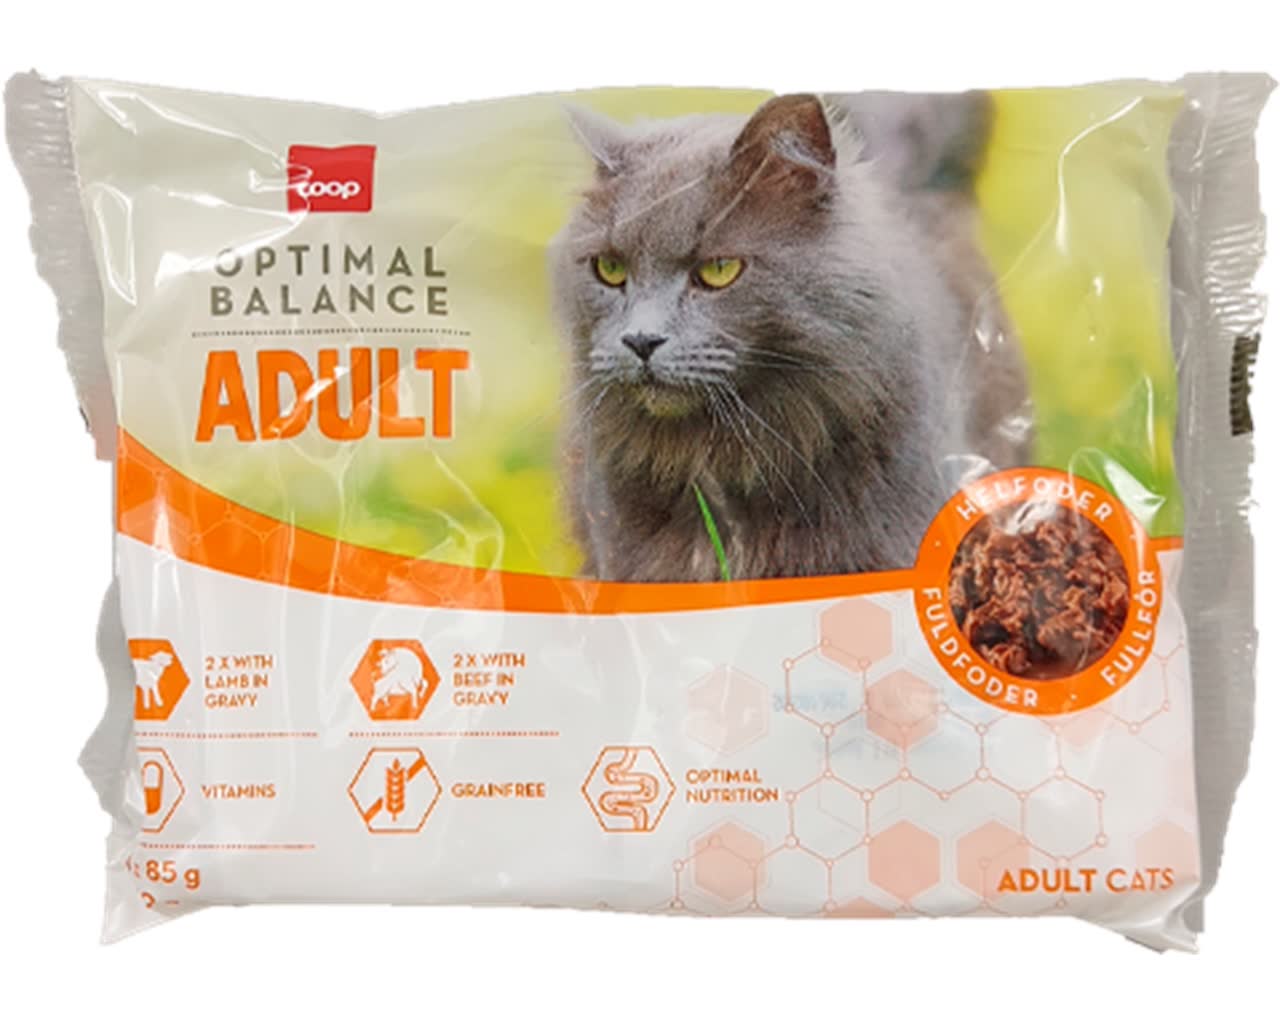 coop
OPTIMAL
BALANCE
ADULT
HELFODER
FULDFODER · FULLFÓR ·
2 X WITH
LAMB IN
GRAVY
2 X WITH
BEEF IN
GRAVY
VITAMINS
GRAINFREE
OPTIMAL
NUTRITION
85 g
ADULT CATS